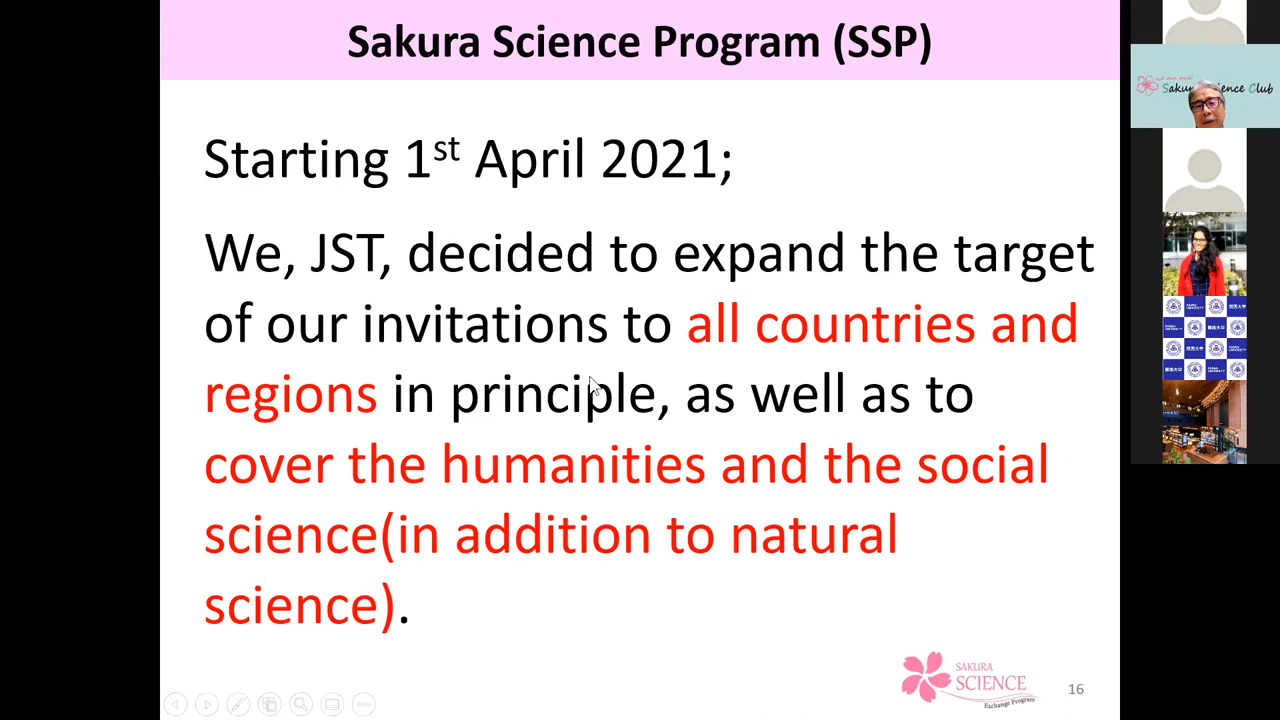 Sakura Science Program (SSP)
Starting 1st April 2021;
We, JST, decided to expand the target
of our invitations to all countries and
regions in principle, as well as to
cover the humanities and the social
science(in addition to natural
science).
SAKURA
SCIENCE
Exchange Program
16
Science Club